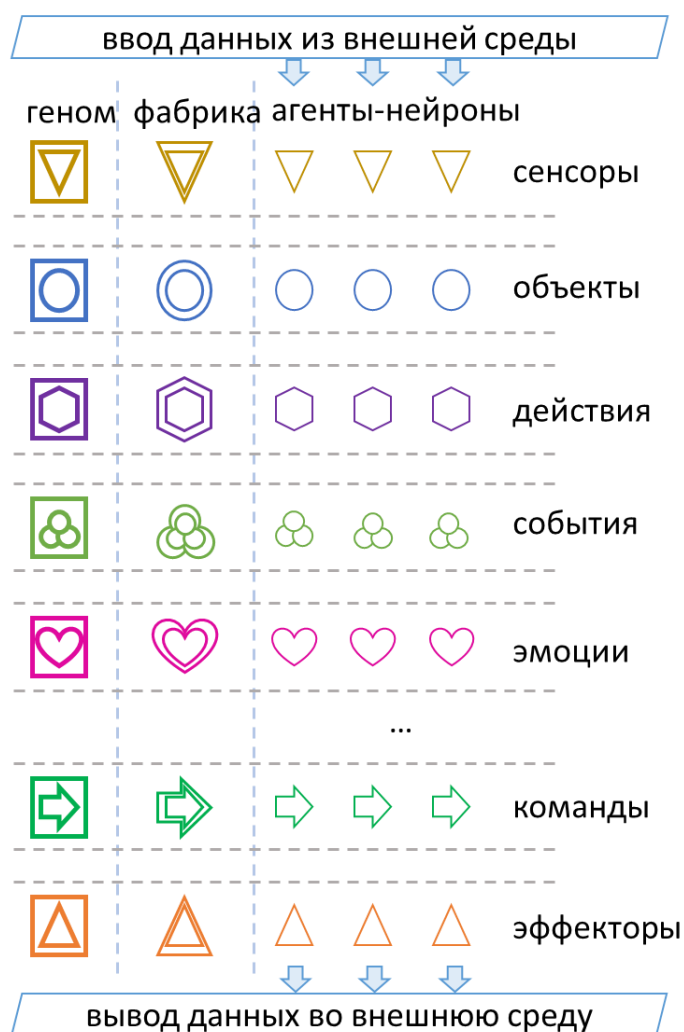 ввод данных из внешней среды
геном фабрика агенты-нейроны
сенсоры
объекты
действия
события
эмоции
...
команды
эффекторы
вывод данных во внешнюю среду